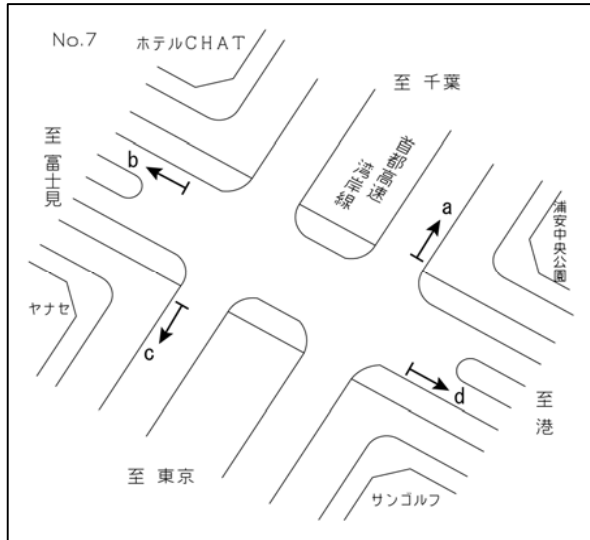 No.7
ホテルCHAT
至 千葉
至 富士見
b
首都高速
湾岸線
a
浦安中央公園
ヤナセ
c
d
至 港
至 東京
サンゴルフ